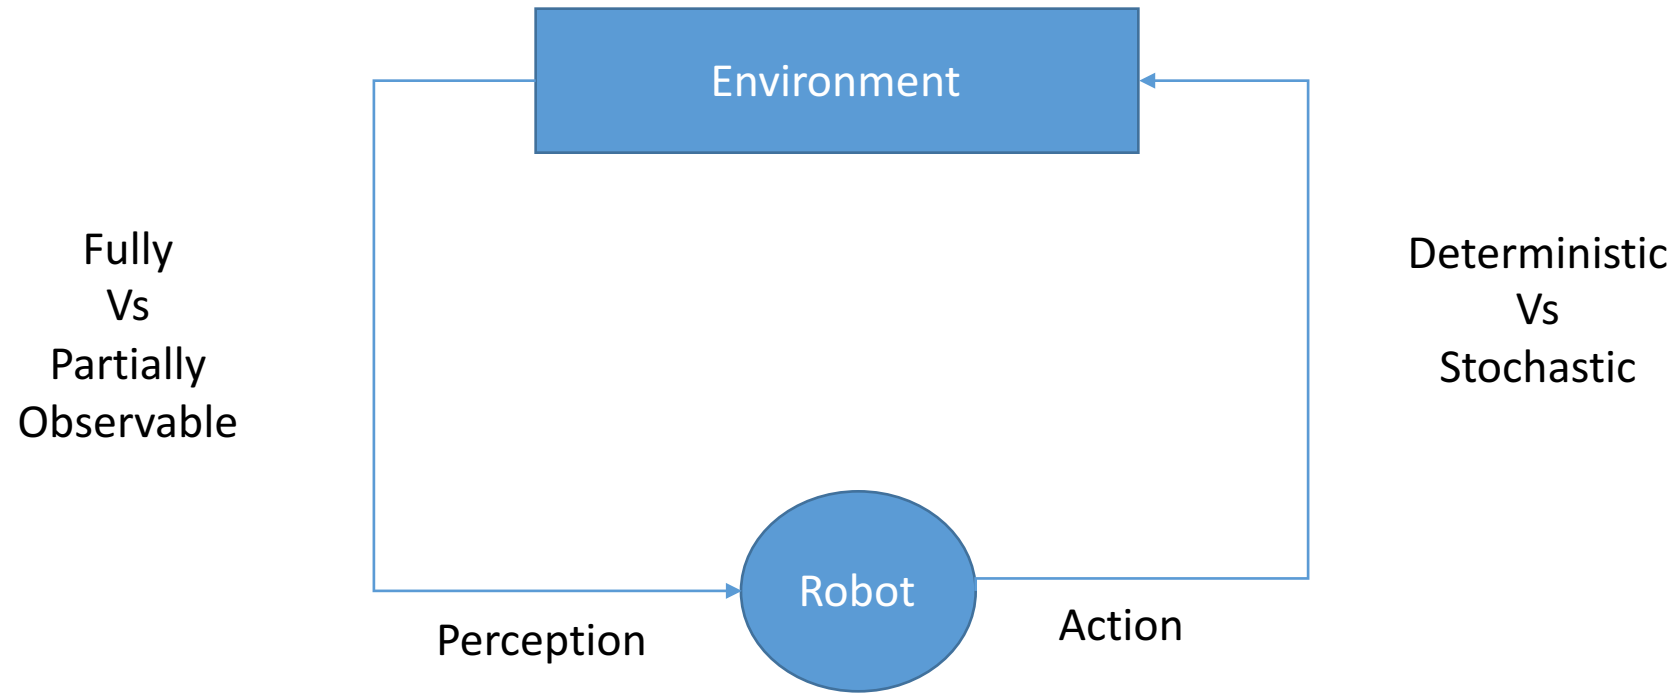 Environment
Fully
Vs
Partially
Observable
Deterministic
Vs
Stochastic
Robot
Perception
Action